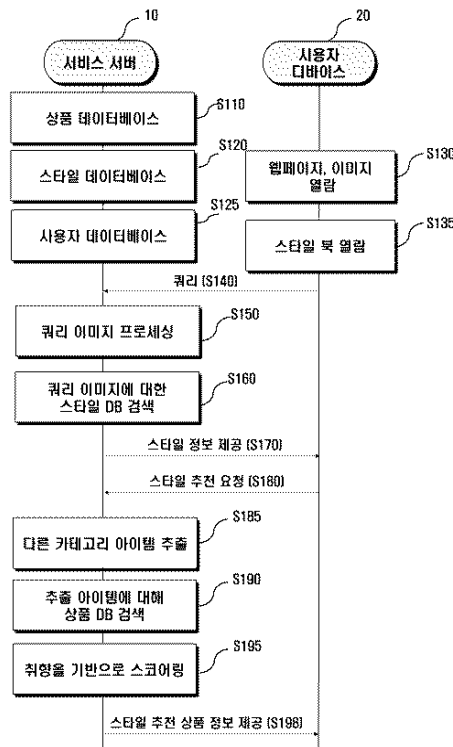 10
20
서비스 서버
사용자
디바이스
S110
상품 데이터베이스
S120
스타일 데이터베이스
S130
웹페이지, 이미지
열람
S125
사용자 데이터베이스
S135
스타일 북 열람
쿼리 (S140)
S150
쿼리 이미지 프로세싱
S160
쿼리 이미지에 대한
스타일 DB 검색
스타일 정보 제공 (S170)
스타일 추천 요청 (S180)
S185
다른 카테고리 아이템 추출
S190
추출 아이템에 대해
상품 DB 검색
S195
취향을 기반으로 스코어링
스타일 추천 상품 정보 제공 (S198)